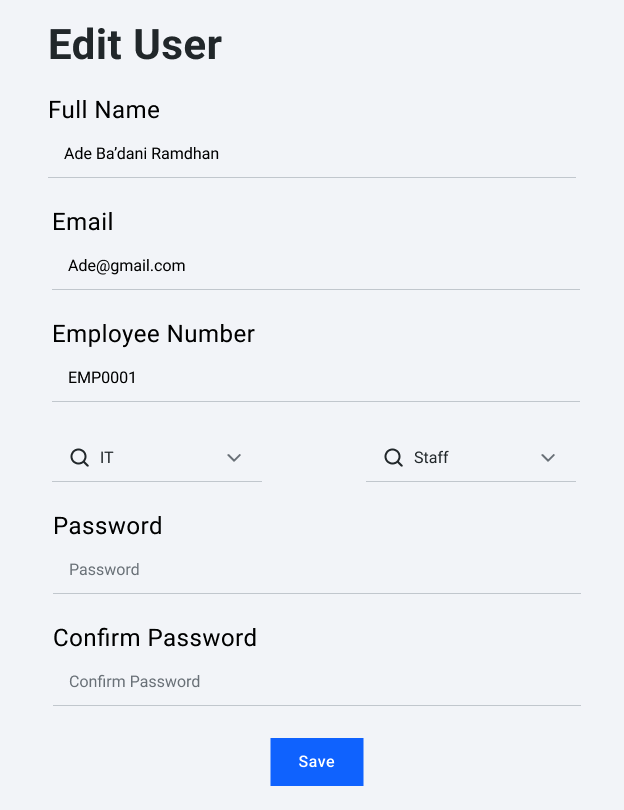 Edit User
Full Name
Ade Ba’dani Ramdhan
Email
Ade@gmail.com
Employee Number
EMP0001
IT
Staff
Password
Password
Confirm Password
Confirm Password
Save